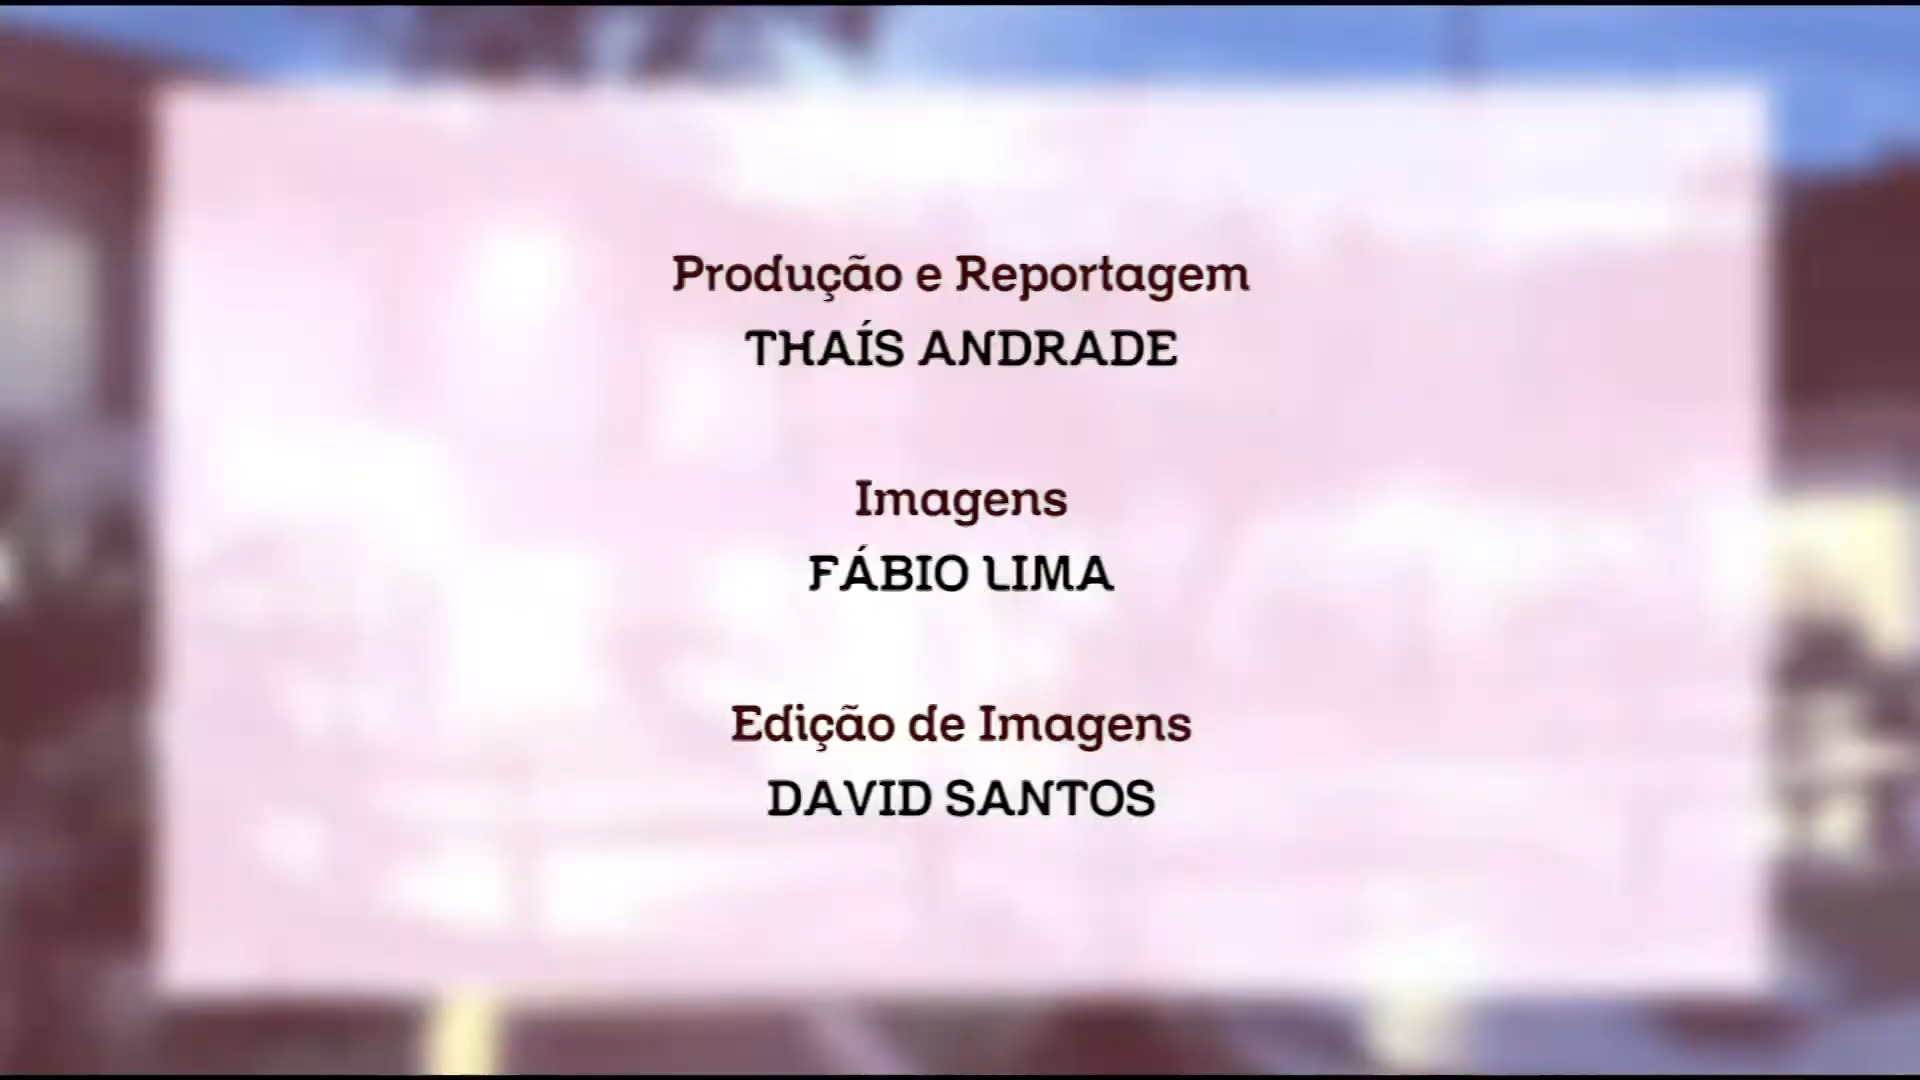 Produção e Reportagem
THAÍS ANDRADE
Imagens
FÁBIO LIMA
Edição de Imagens
DAVID SANTOS